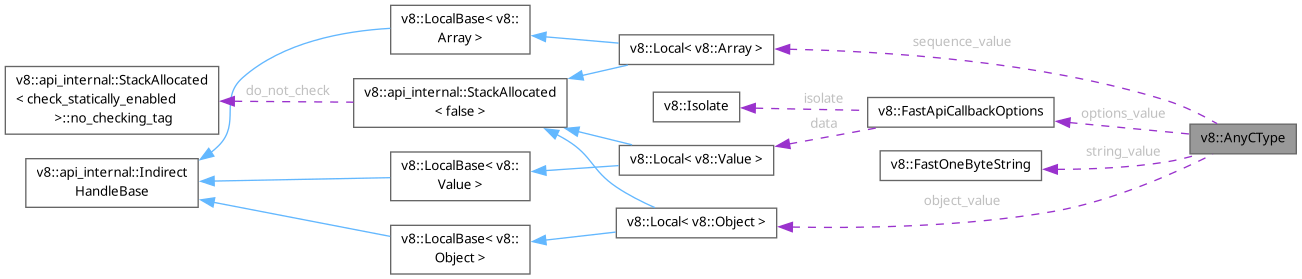 v8::LocalBase< v8::
Array >
v8::Local< v8::Array >
sequence_value
v8::api_internal::StackAllocated
< check_statically_enabled
>::no_checking_tag
do_not_check
v8::api_internal::StackAllocated
< false >
v8::Isolate
isolate
data
v8::FastApiCallbackOptions
options_value
v8::AnyCType
string_value
v8::FastOneByteString
v8::Local< v8::Value >
v8::LocalBase< v8::
Value >
v8::api_internal::Indirect
HandleBase
object_value
v8::Local< v8::Object >
v8::LocalBase< v8::
Object >